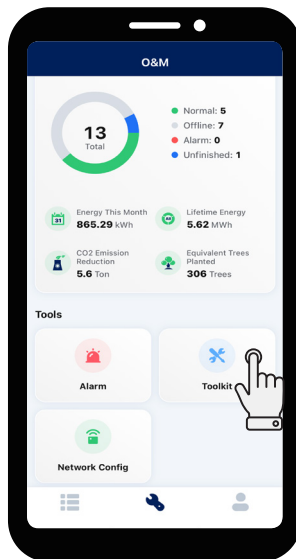 O&M
13
Total
Normal: 5
Offline: 7
Alarm: 0
Unfinished: 1
31
Energy This Month
865.29 kWh
Lifetime Energy
5.62 MWh
CO2 Emission
Reduction
5.6 Ton
Equivalent Trees
Planted
306 Trees
Tools
Alarm
Toolkit
Network Config